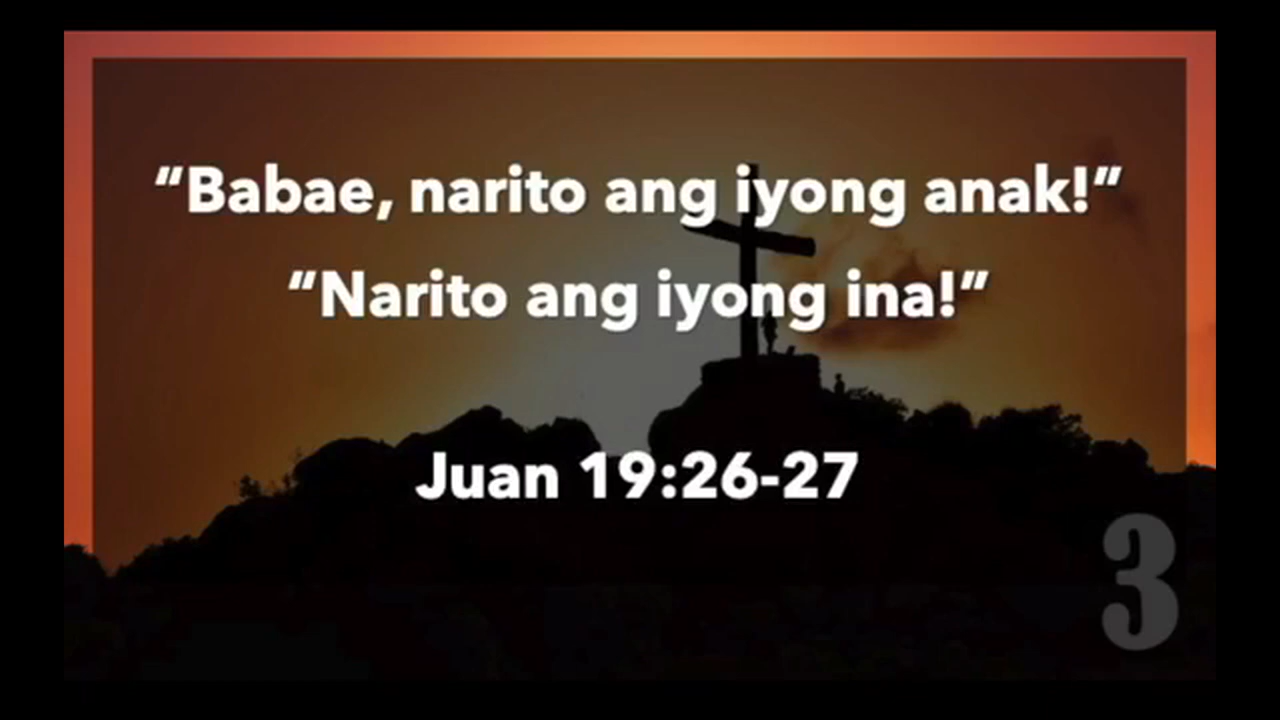 “Babae, narito ang iyong anak!”
“Narito ang iyong ina!”
Juan 19:26-27
3